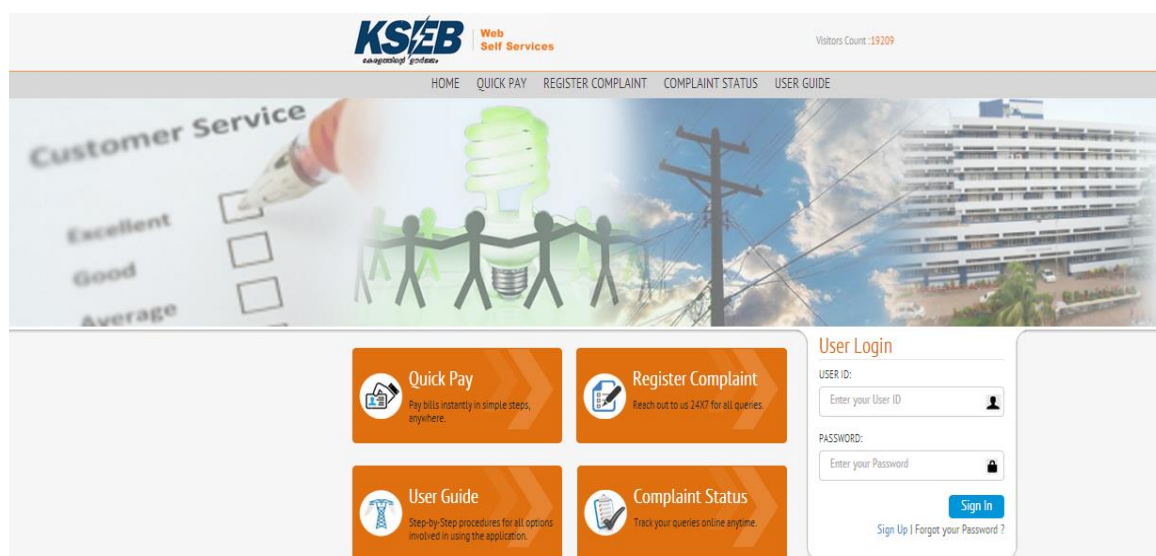 KSEB
കേരളത്തിന്റെ ഊർജ്ജം
Web
Self Services
Visitors Count :19209
HOME QUICK PAY REGISTER COMPLAINT COMPLAINT STATUS USER GUIDE
Customer Service
Excellent
Good
Average
Quick Pay
Pay bills instantly in simple steps,
anywhere.
Register Complaint
Reach out to us 24X7 for all queries.
User Guide
Step-by-Step procedures for all options
involved in using the application.
Complaint Status
Track your queries online anytime.
User Login
USER ID:
Enter your User ID
PASSWORD:
Enter your Password
Sign In
Sign Up | Forgot your Password ?